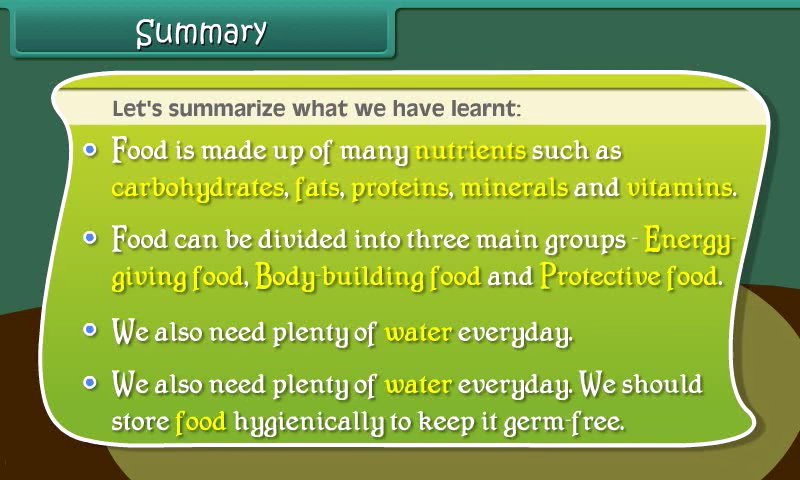 Summary
Let's summarize what we have learnt:
Food is made up of many nutrients such as
carbohydrates, fats, proteins, minerals and vitamins.
Food can be divided into three main groups - Energy-
giving food, Body-building food and Protective food.
We also need plenty of water everyday.
We also need plenty of water everyday. We should
store food hygienically to keep it germ-free.